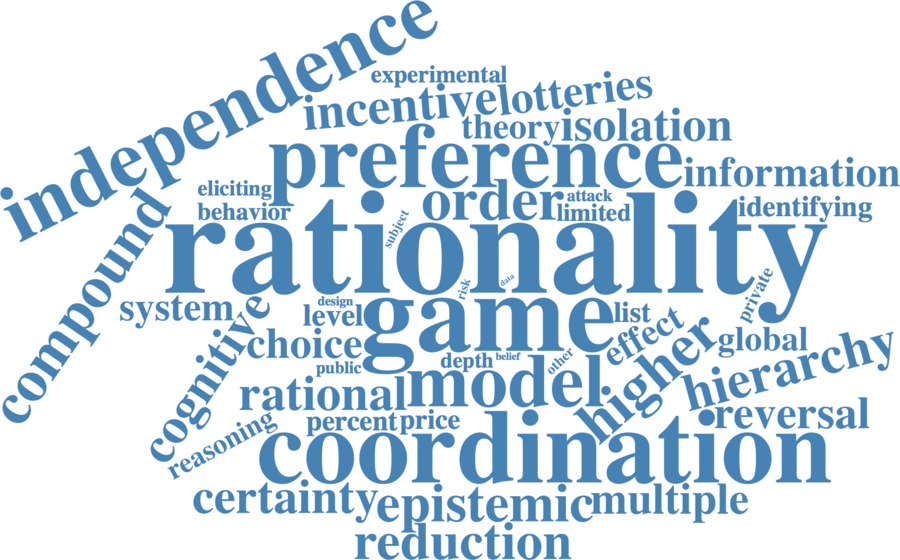 independence
experimental
incentive
lotteries
theory
isolation
preference
information
eliciting
behavior
order
attack
limited
identifying
compound
subject
rationality
risk
data
private
system
design
level
game
list
effect
global
cognitive
choice
public
depth
belief
other
higher
hierarchy
rational
model
reasoning
percent
price
reversal
coordination
certainty
epistemic
multiple
reduction